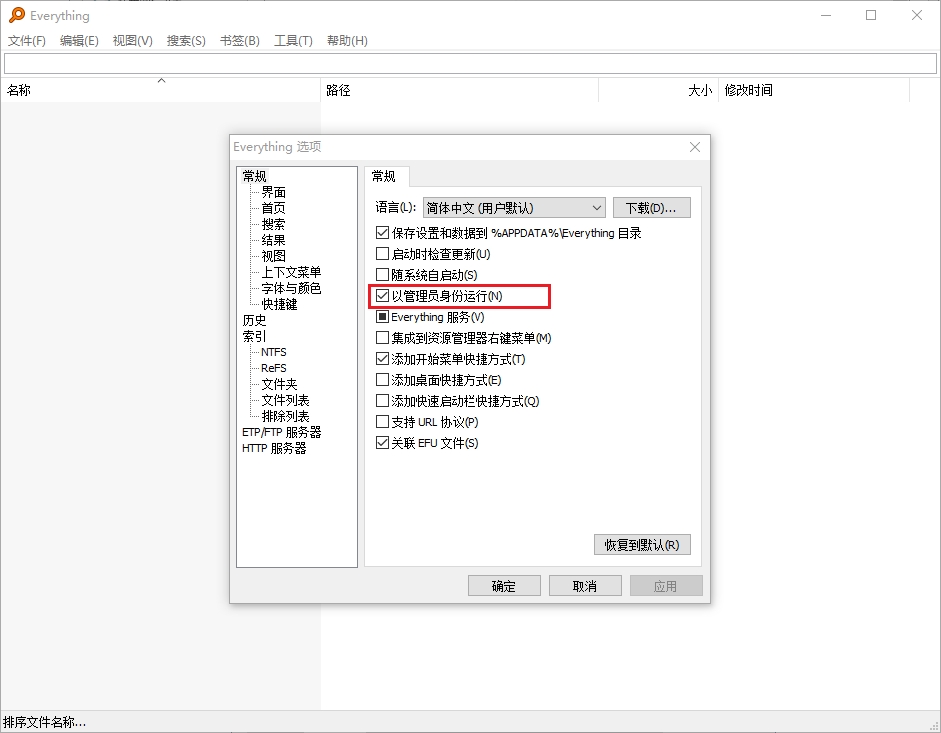 Everything
文件(F) 编辑(E) 视图(V) 搜索(S) 书签(B) 工具(T) 帮助(H)
名称 路径 大小 修改时间
Everything 选项
常规
界面
首页
搜索
结果
视图
上下文菜单
字体与颜色
快捷键
历史
索引
NTFS
ReFS
文件夹
文件列表
排除列表
ETP/FTP 服务器
HTTP 服务器
常规
语言(L): 简体中文 (用户默认) 下载(D)...
保存设置和数据到 %APPDATA%\Everything 目录
启动时检查更新(U)
随系统自启动(S)
以管理员身份运行(N)
Everything 服务(V)
集成到资源管理器右键菜单(M)
添加开始菜单快捷方式(T)
添加桌面快捷方式(E)
添加快速启动栏快捷方式(Q)
支持 URL 协议(P)
关联 EFU 文件(S)
恢复到默认(R)
确定 取消 应用
排序文件名称...